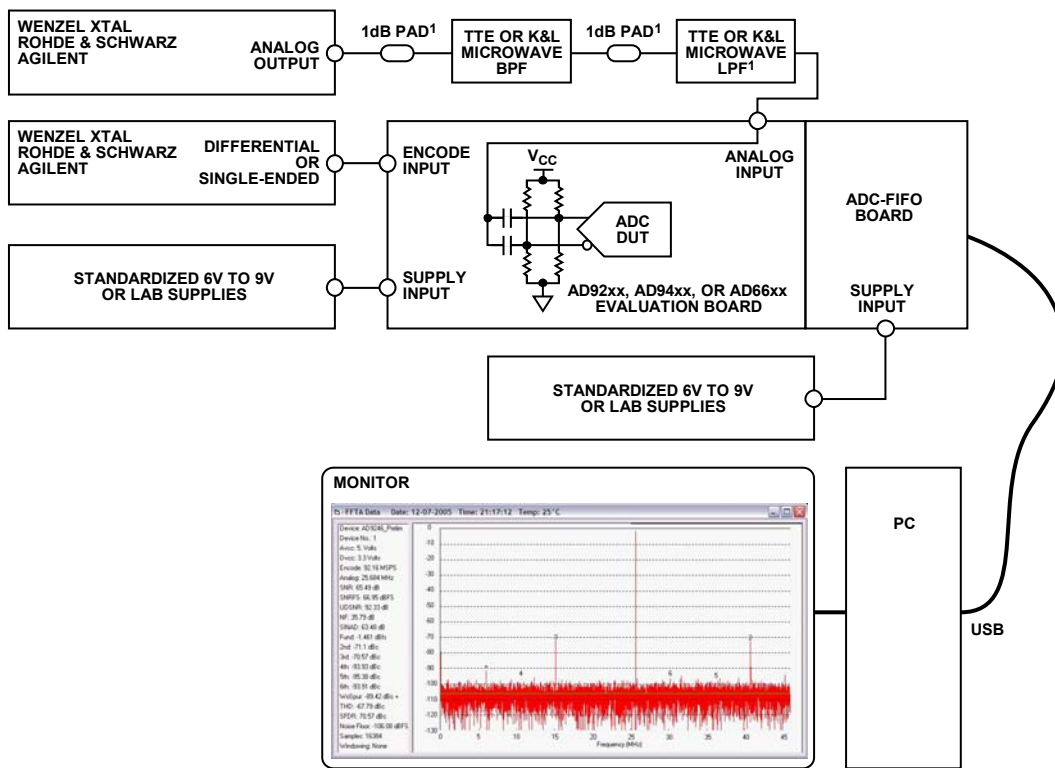 WENZEL XTAL
ROHDE & SCHWARZ
AGILENT
ANALOG
OUTPUT
1dB PAD1
TTE OR K&L
MICROWAVE
BPF
1dB PAD1
TTE OR K&L
MICROWAVE
LPF1
WENZEL XTAL
ROHDE & SCHWARZ
AGILENT
DIFFERENTIAL
OR
SINGLE-ENDED
ENCODE
INPUT
VCC
ANALOG
INPUT
ADC
DUT
ADC-FIFO
BOARD
STANDARDIZED 6V TO 9V
OR LAB SUPPLIES
SUPPLY
INPUT
AD92xx, AD94xx, OR AD66xx
EVALUATION BOARD
SUPPLY
INPUT
STANDARDIZED 6V TO 9V
OR LAB SUPPLIES
MONITOR
FFTA Data Date: 12-07-2005 Time: 21:17:12 Temp: 25°C
Device: AD9246_Prelim
Device No.: 1
Avcc: 5. Volts
Dvcc: 3.3 Volts
Encode: 92.16 MSPS
Analog: 25.604 MHz
SNR: 65.49 dB
SNRFS: 66.95 dBFS
UDSNR: 92.33 dB
NF: 35.79 dB
SINAD: 63.48 dB
Fund: -1.461 dBfs
2nd: -71.1 dBc
3rd: -70.57 dBc
4th: -93.93 dBc
5th: -95.38 dBc
6th: -93.91 dBc
WoSpur: -89.42 dBc +
THD: -67.79 dBc
SFDR: 70.57 dBc
Noise Floor: -106.08 dBFS
Samples: 16384
Windowing: None
0
-10
-20
-30
-40
-50
-60
-70
-80
-90
-100
-110
-120
-130
3
2
+
4
6
5
0
5
10
15
20
25
30
35
40
45
Frequency (MHz)
PC
USB